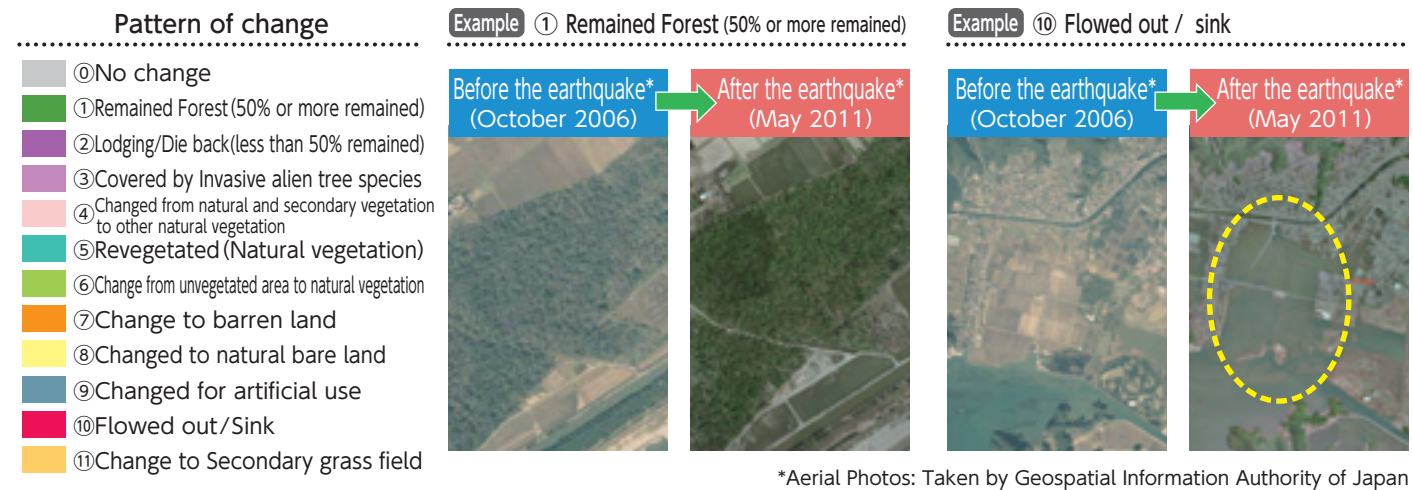 Pattern of change
⓪No change
①Remained Forest (50% or more remained)
②Lodging/Die back(less than 50% remained)
③Covered by Invasive alien tree species
④Changed from natural and secondary vegetation
to other natural vegetation
⑤Revegetated (Natural vegetation)
⑥Change from unvegetated area to natural vegetation
⑦Change to barren land
⑧Changed to natural bare land
⑨Changed for artificial use
⑩Flowed out/Sink
⑪Change to Secondary grass field
Example ① Remained Forest (50% or more remained)
Before the earthquake*
(October 2006)
After the earthquake*
(May 2011)
Example ⑩ Flowed out / sink
Before the earthquake*
(October 2006)
After the earthquake*
(May 2011)
*Aerial Photos: Taken by Geospatial Information Authority of Japan